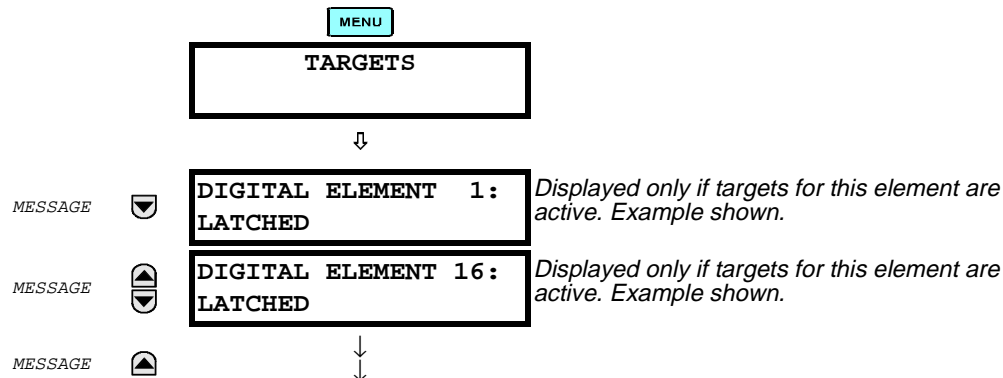 MENU
TARGETS
MESSAGE
DIGITAL ELEMENT 1:
LATCHED
Displayed only if targets for this element are
active. Example shown.
MESSAGE
DIGITAL ELEMENT 16:
LATCHED
Displayed only if targets for this element are
active. Example shown.
MESSAGE